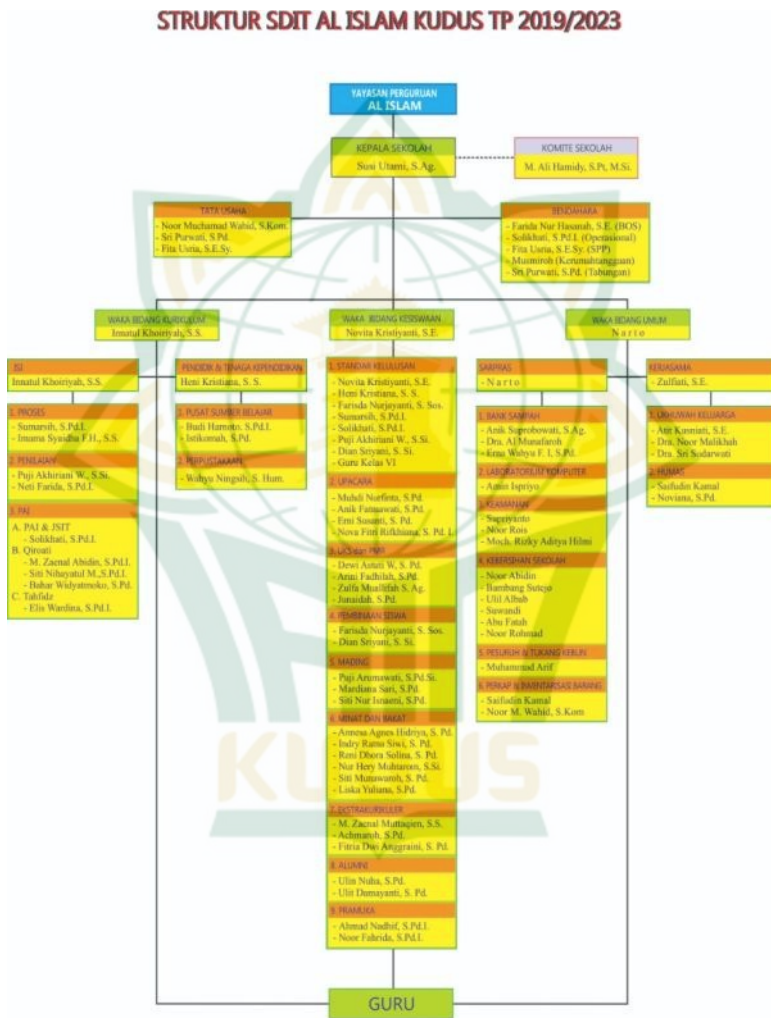 STRUKTUR SDIT AL ISLAM KUDUS TP 2019/2023
YAYASAN PERGURUAN
AL ISLAM
KEPALA SEKOLAH
Susi Utami, S.Ag.
KOMITE SEKOLAH
M. Ali Hamidy, S.Pt, M.Si.
TATA USAHA
- Noor Muchamad Wahid, S.Kom.
- Sri Purwati, S.Pd.
- Fita Usna, S.E.Sy.
BENDAHARA
- Farida Nur Hasanah, S.E. (BOS)
- Solikhati, S.Pd.I. (Operasional)
- Fita Usna, S.E.Sy. (SPP)
- Musmiroh (Kerumahtanggaan)
- Sri Purwati, S.Pd. (Tabungan)
WAKA BIDANG KURIKULUM
Innatul Khoiriyah, S.S.
WAKA BIDANG KESISWAAN
Novita Kristiyanti, S.E.
WAKA BIDANG UMUM
Narto
ISI
Innatul Khoiriyah, S.S.
1. PROSES
- Sumarsih, S.Pd.I.
- Imama Syaidha F.H., S.S.
2. PENILAIAN
- Puji Akhiriani W., S.Si.
- Neti Farida, S.Pd.I.
3. PAI
A. PAI & JSIT
- Solikhati, S.Pd.I.
B. Qiroati
- M. Zaenal Abidin, S.Pd.I.
- Siti Nihayatul M.,S.Pd.I.
- Bahar Widyatmoko, S.Pd.
C. Tahfidz
- Elis Wardina, S.Pd.I.
PENDIDIK & TENAGA KEPENDIDIKAN
Heni Kristiana, S. S.
1. PUSAT SUMBER BELAJAR
- Budi Harnoto, S.Pd.I.
- Istikomah, S.Pd.
2. PERPUSTAKAAN
- Wahyu Ningsih, S. Hum.
1. STANDAR KELULUSAN
- Novita Kristiyanti, S.E.
- Heni Kristiana, S. S.
- Farisda Nurjayanti, S. Sos.
- Sumarsih, S.Pd.I.
- Solikhati, S.Pd.I.
- Puji Akhiriani W., S.Si.
- Dian Sriyani, S. Si.
- Guru Kelas VI
2. UPACARA
- Muhdi Nurfista, S.Pd.
- Anik Fatmawati, S.Pd.
- Erni Susanti, S. Pd.
- Nova Fitri Rifkhiana, S. Pd. I.
3. UKS dan PMR
- Dewi Astuti W, S. Pd.
- Arini Fadhilah, S. Pd.
- Zulfa Muallifah S. Ag.
- Junaidah, S.Pd.
4. PEMBINAAN SISWA
- Farisda Nurjayanti, S. Sos.
- Dian Sriyani, S. Si.
5. MADING
- Puji Arumawati, S.Pd.Si.
- Mardiana Sari, S.Pd.
- Siti Nur Isnaeni, S.Pd.
6. MINAT DAN BAKAT
- Annesa Agnes Hidriya, S. Pd.
- Indry Rama Siwi, S. Pd.
- Reni Dhora Solina, S. Pd.
- Nur Hery Muhtarom, S.Si.
- Siti Munawaroh, S. Pd.
- Liska Yuliana, S.Pd.
7. EKSTRAKURIKULER
- M. Zaenal Muttaqien, S.S.
- Achmaroh, S.Pd.
- Fitria Dwi Anggraini, S. Pd.
8. ALUMNI
- Ulin Nuha, S.Pd.
- Ulit Damayanti, S. Pd.
9. PRAMUKA
- Ahmad Nadhif, S.Pd.I.
- Noor Fahrida, S.Pd.I.
SARPRAS
- Narto
1. BANK SAMPAH
- Anik Suprobowati, S.Ag.
- Dra. Al Munafaroh
- Erna Wahyu F. I, S.Pd.
2. LABORATORIUM KOMPUTER
- Amin Ispriyo
3. KEAMANAN
- Supriyanto
- Noor Rois
- Moch. Rizky Aditya Hilmi
4. KEBERSIHAN SEKOLAH
- Noor Abidin
- Bambang Sutejo
- Ulil Albab
- Suwandi
- Abu Fatah
- Noor Rohmad
5. PESURUH & TUKANG KEBUN
- Muhammad Arif
6. PERKAP & INVENTARISASI BARANG
- Saifudin Kamal
- Noor M. Wahid, S.Kom
KERJASAMA
- Zulfiati, S.E.
1. UKHUWAH KELUARGA
- Atit Kusniati, S.E.
- Dra. Noor Malikhah
- Dra. Sri Sudarwati
2. HUMAS
- Saifudin Kamal
- Noviana, S.Pd.
KUDUS
GURU